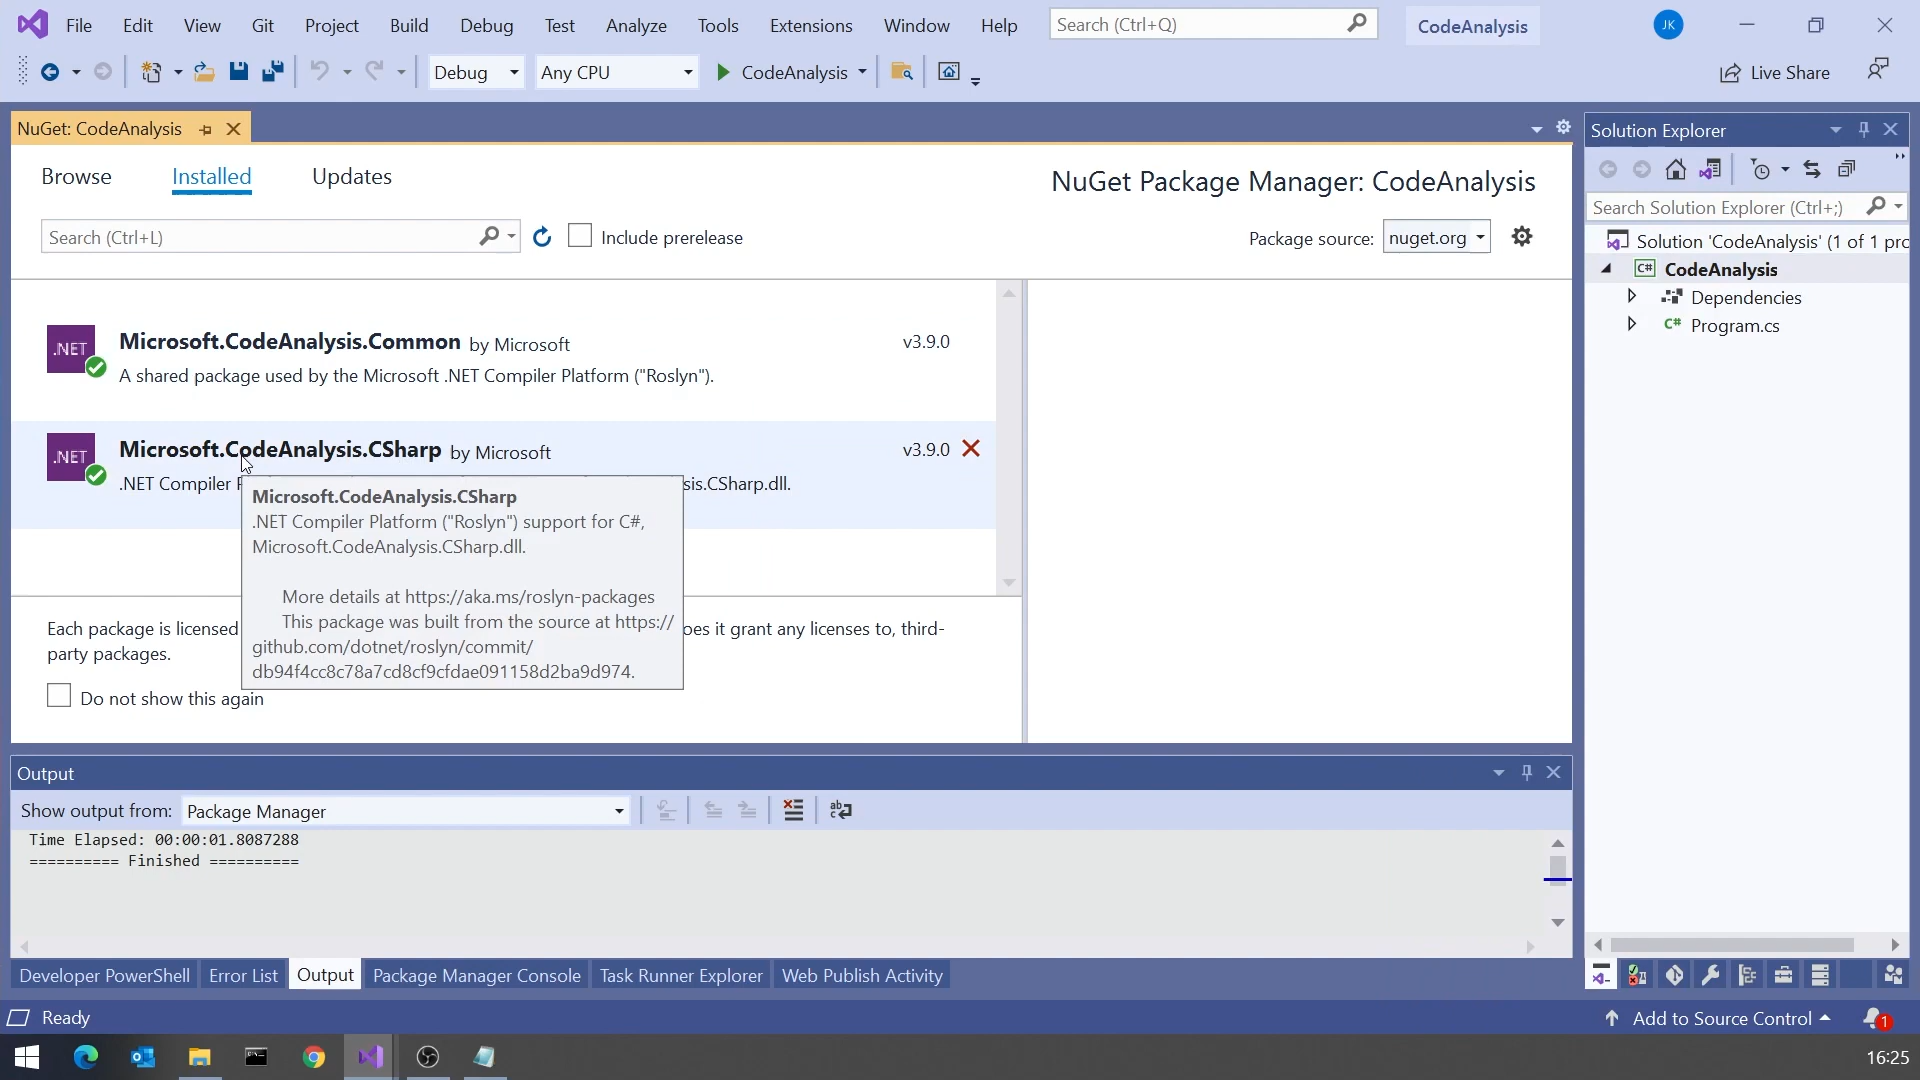 File Edit View Git Project Build Debug Test Analyze Tools Extensions Window Help Search (Ctrl+Q) CodeAnalysis JK
Debug Any CPU CodeAnalysis Live Share
NuGet: CodeAnalysis
Browse Installed Updates
NuGet Package Manager: CodeAnalysis
Search (Ctrl+L) Include prerelease
Package source: nuget.org
.NET Microsoft.CodeAnalysis.Common by Microsoft v3.9.0
A shared package used by the Microsoft .NET Compiler Platform ("Roslyn").
.NET Microsoft.CodeAnalysis.CSharp by Microsoft v3.9.0
.NET Compiler sis.CSharp.dll.
Microsoft.CodeAnalysis.CSharp
.NET Compiler Platform ("Roslyn") support for C#,
Microsoft.CodeAnalysis.CSharp.dll.
More details at https://aka.ms/roslyn-packages
This package was built from the source at https://
github.com/dotnet/roslyn/commit/
db94f4cc8c78a7cd8cf9cfdae091158d2ba9d974.
Each package is licensed oes it grant any licenses to, third-
party packages.
Do not show this again
Output
Show output from: Package Manager
Time Elapsed: 00:00:01.8087288
========== Finished ==========
Developer PowerShell Error List Output Package Manager Console Task Runner Explorer Web Publish Activity
Solution Explorer
Search Solution Explorer (Ctrl+;)
Solution 'CodeAnalysis' (1 of 1 pro
C# CodeAnalysis
Dependencies
C# Program.cs
Ready Add to Source Control 1
16:25